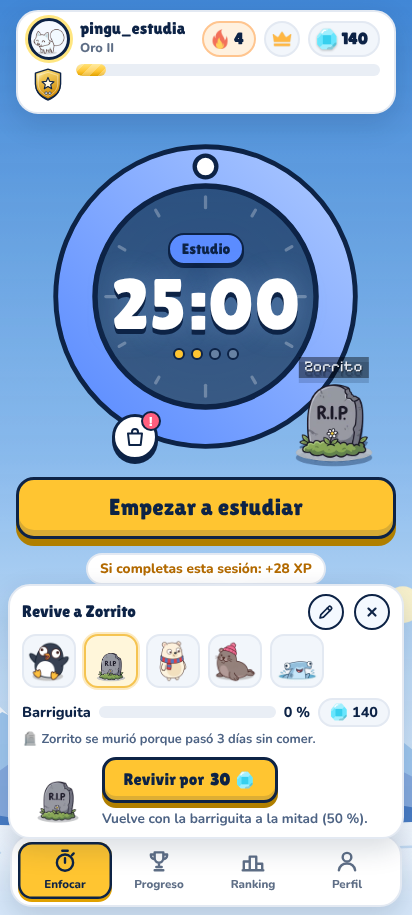 pingu_estudia
Oro II
4
140
Estudio
25:00
Zorrito
R.I.P.
!
Empezar a estudiar
Si completas esta sesión: +28 XP
Revive a Zorrito
R.I.P
Barriguita
0 %
140
Zorrito se murió porque pasó 3 días sin comer.
R.I.P.
Revivir por 30
Vuelve con la barriguita a la mitad (50 %).
Enfocar
Progreso
Ranking
Perfil